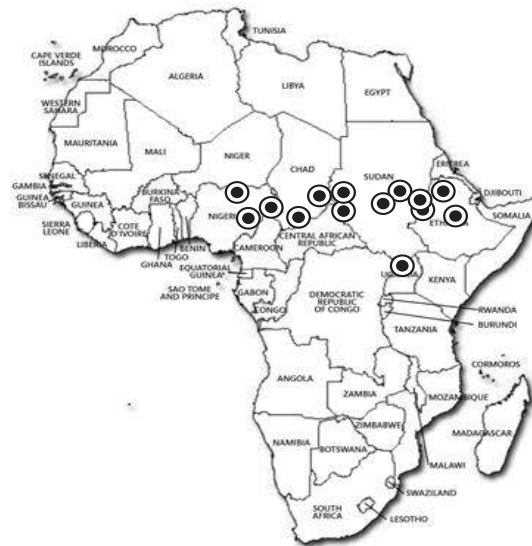 TUNISIA
MOROCCO
CAPE VERDE
ISLANDS
ALGERIA
LIBYA
EGYPT
WESTERN
SAHARA
MAURITANIA
MALI
NIGER
CHAD
SUDAN
ERITREA
DJIBOUTI
SENEGAL
GAMBIA
GUINEA
BISSAU
GUINEA
BURKINA
FASO
SOMALIA
SIERRA
LEONE
LIBERIA
COTE
D'IVOIRE
GHANA
TOGO
BENIN
CAMEROON
CENTRAL AFRICAN
REPUBLIC
EQUATORIAL
GUINEA
SAO TOME
AND PRINCIPE
GABON
CONGO
DEMOCRATIC
REPUBLIC
OF CONGO
KENYA
RWANDA
BURUNDI
TANZANIA
CORMOROS
ANGOLA
ZAMBIA
MOZAMBIQUE
MADAGASCAR
ZIMBABWE
NAMIBIA
BOTSWANA
MALAWI
SWAZILAND
SOUTH
AFRICA
LESOTHO